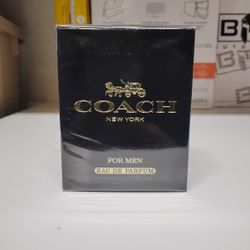 COACH
NEW YORK
FOR MEN
EAU DE PARFUM